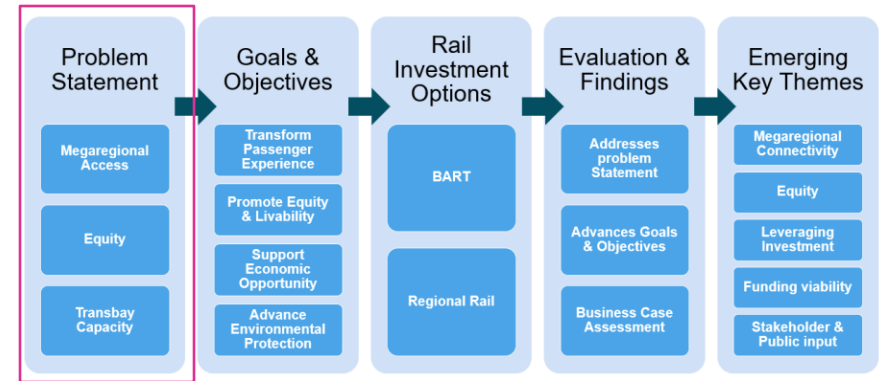 Problem
Statement
Megaregional
Access
Equity
Transbay
Capacity
Goals &
Objectives
Transform
Passenger
Experience
Promote Equity
& Livability
Support
Economic
Opportunity
Advance
Environmental
Protection
Rail
Investment
Options
BART
Regional Rail
Evaluation &
Findings
Addresses
problem
Statement
Advances Goals
& Objectives
Business Case
Assessment
Emerging
Key Themes
Megaregional
Connectivity
Equity
Leveraging
Investment
Funding viability
Stakeholder &
Public input